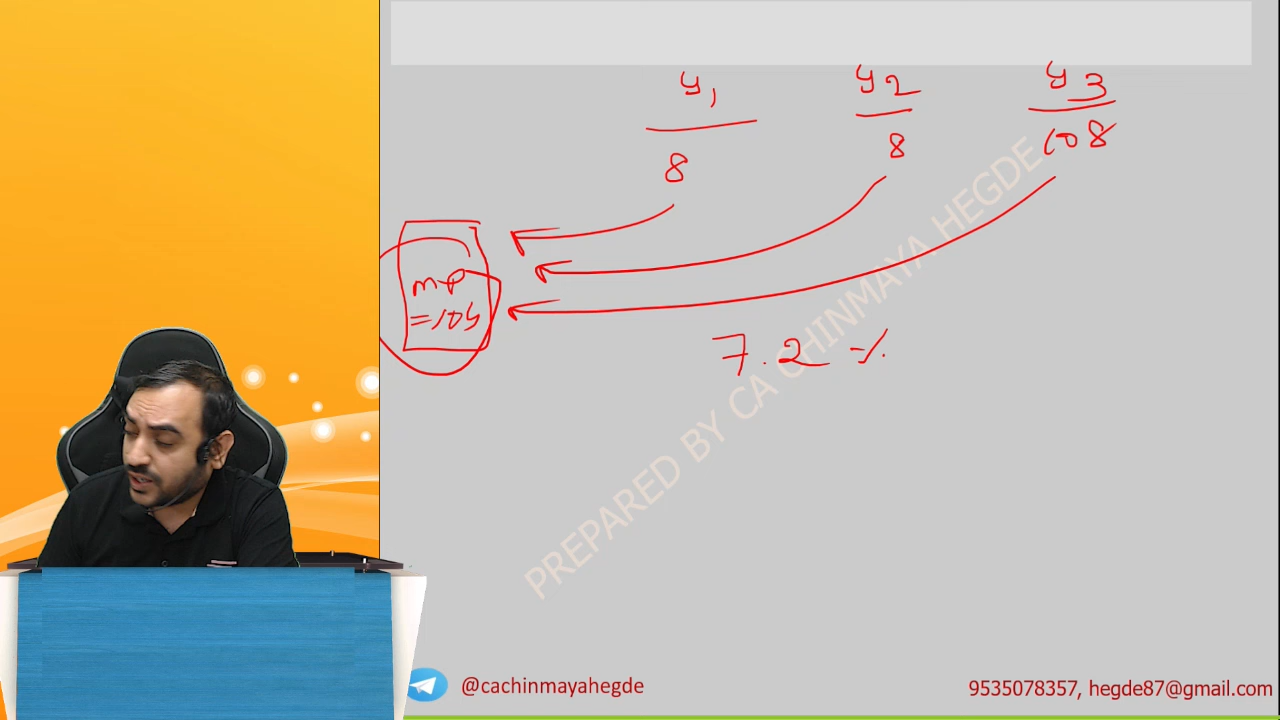 y1 y2 y3
8 8 108
mp
=105
7.2 %
PREPARED BY CA CHINMAYA HEGDE
@cachinmayahegde
9535078357, hegde87@gmail.com